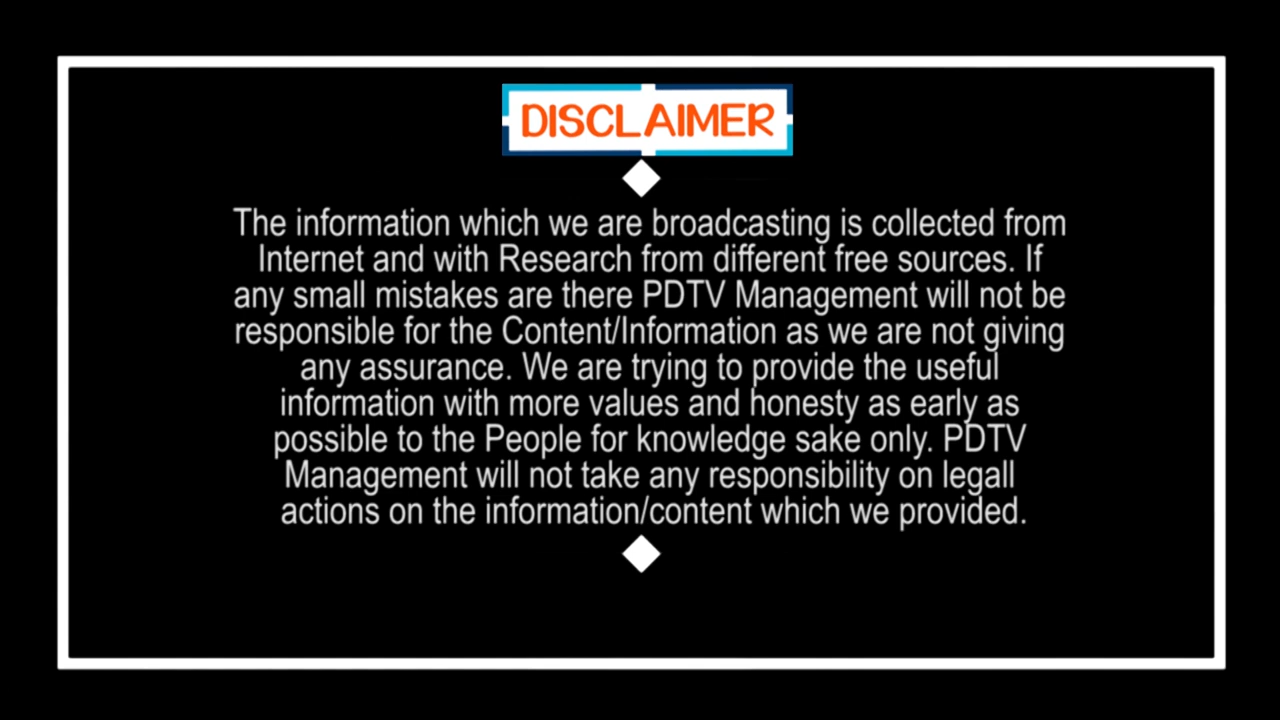 DISCLAIMER
The information which we are broadcasting is collected from
Internet and with Research from different free sources. If
any small mistakes are there PDTV Management will not be
responsible for the Content/Information as we are not giving
any assurance. We are trying to provide the useful
information with more values and honesty as early as
possible to the People for knowledge sake only. PDTV
Management will not take any responsibility on legall
actions on the information/content which we provided.